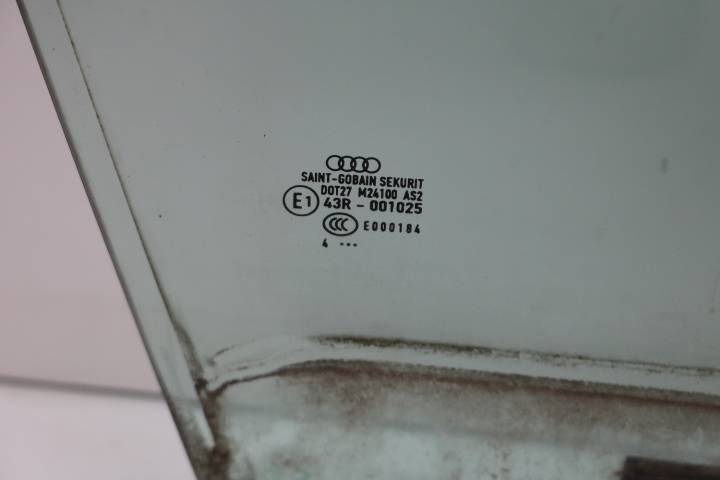 SAINT-GOBAIN SEKURIT
DOT27 M24100 AS2
E1 43R - 001025
CCC E000184
4 ...